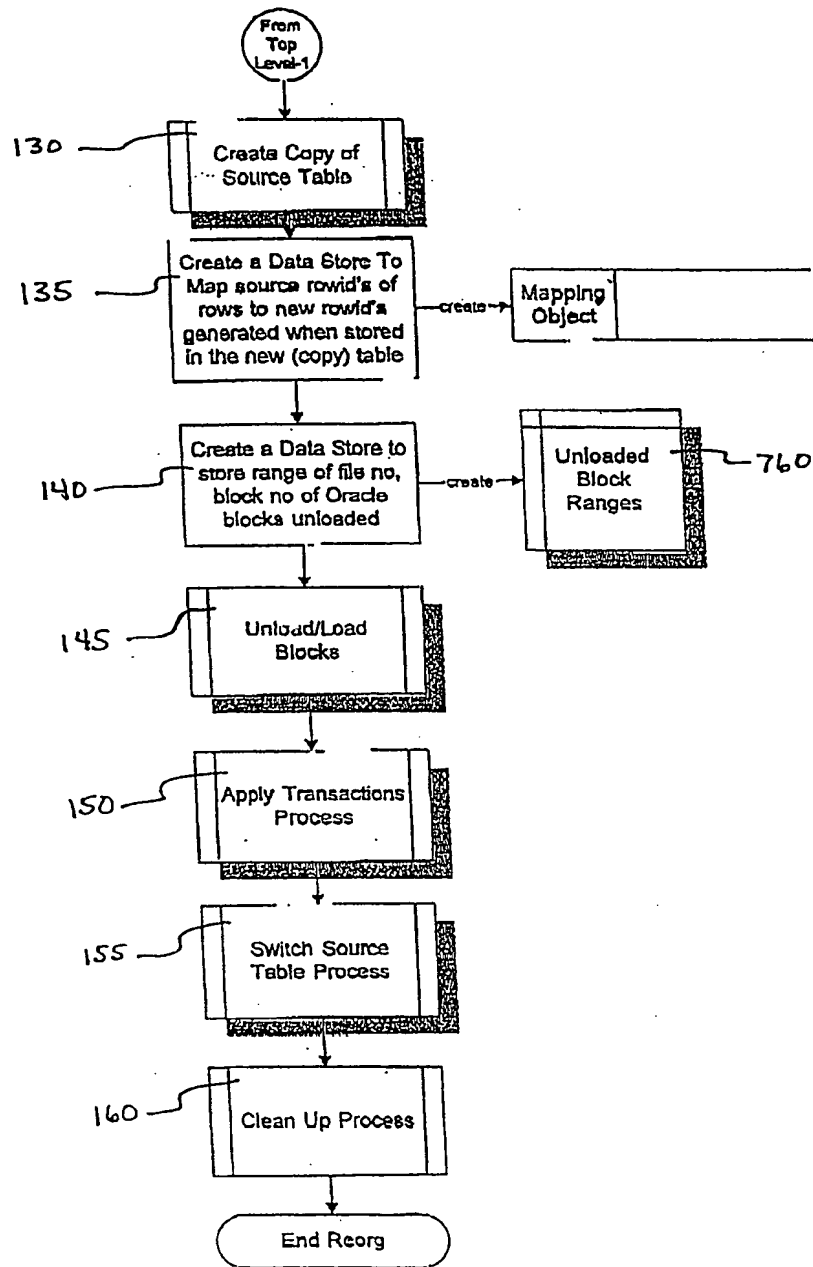 From
Top
Level-1
130
Create Copy of
Source Table
135
Create a Data Store To
Map source rowid's of
rows to new rowid's
generated when stored
in the new (copy) table
create
Mapping
Object
140
Create a Data Store to
store range of file no,
block no of Oracle
blocks unloaded
create
Unloaded
Block
Ranges
760
145
Unload/Load
Blocks
150
Apply Transactions
Process
155
Switch Source
Table Process
160
Clean Up Process
End Reorg